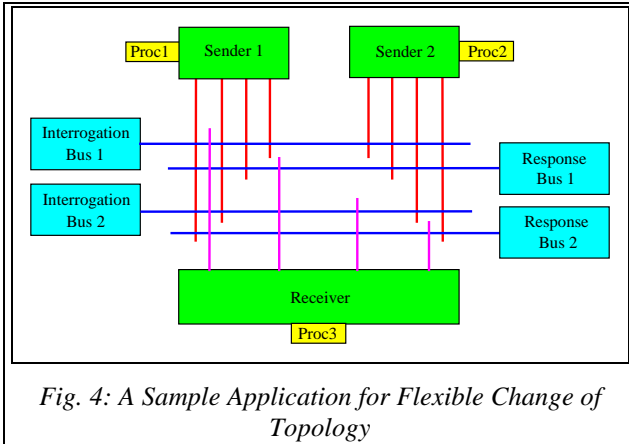 Proc1
Sender 1
Sender 2
Proc2
Interrogation
Bus 1
Response
Bus 1
Interrogation
Bus 2
Response
Bus 2
Receiver
Proc3
Fig. 4: A Sample Application for Flexible Change of
Topology